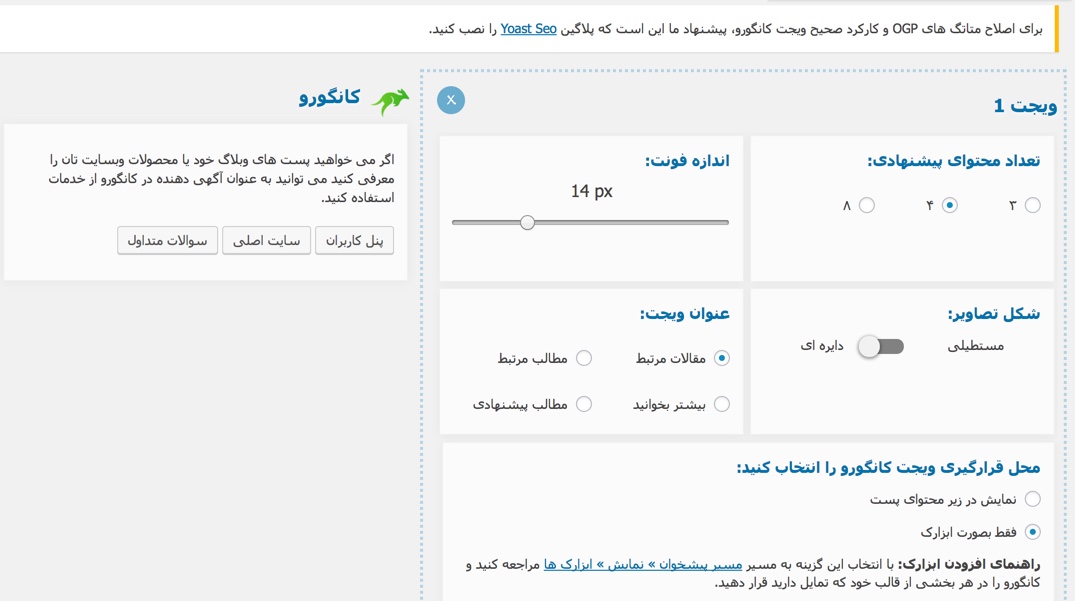 برای اصلاح متاتگ های OGP و کارکرد صحیح ویجت کانگورو، پیشنهاد ما این است که پلاگین Yoast Seo را نصب کنید.
ویجت 1
X
تعداد محتوای پیشنهادی:
۳
۴
۸
اندازه فونت:
14 px
شکل تصاویر:
مستطیلی
دایره ای
عنوان ویجت:
مقالات مرتبط
مطالب مرتبط
بیشتر بخوانید
مطالب پیشنهادی
محل قرارگیری ویجت کانگورو را انتخاب کنید:
نمایش در زیر محتوای پست
فقط بصورت ابزارک
راهنمای افزودن ابزارک: با انتخاب این گزینه به مسیر مسیر پیشخوان » نمایش » ابزارک ها مراجعه کنید و
کانگورو را در هر بخشی از قالب خود که تمایل دارید قرار دهید.
کانگورو
اگر می خواهید پست های وبلاگ خود یا محصولات وبسایت تان را
معرفی کنید می توانید به عنوان آگهی دهنده در کانگورو از خدمات
استفاده کنید.
پنل کاربران
سایت اصلی
سوالات متداول